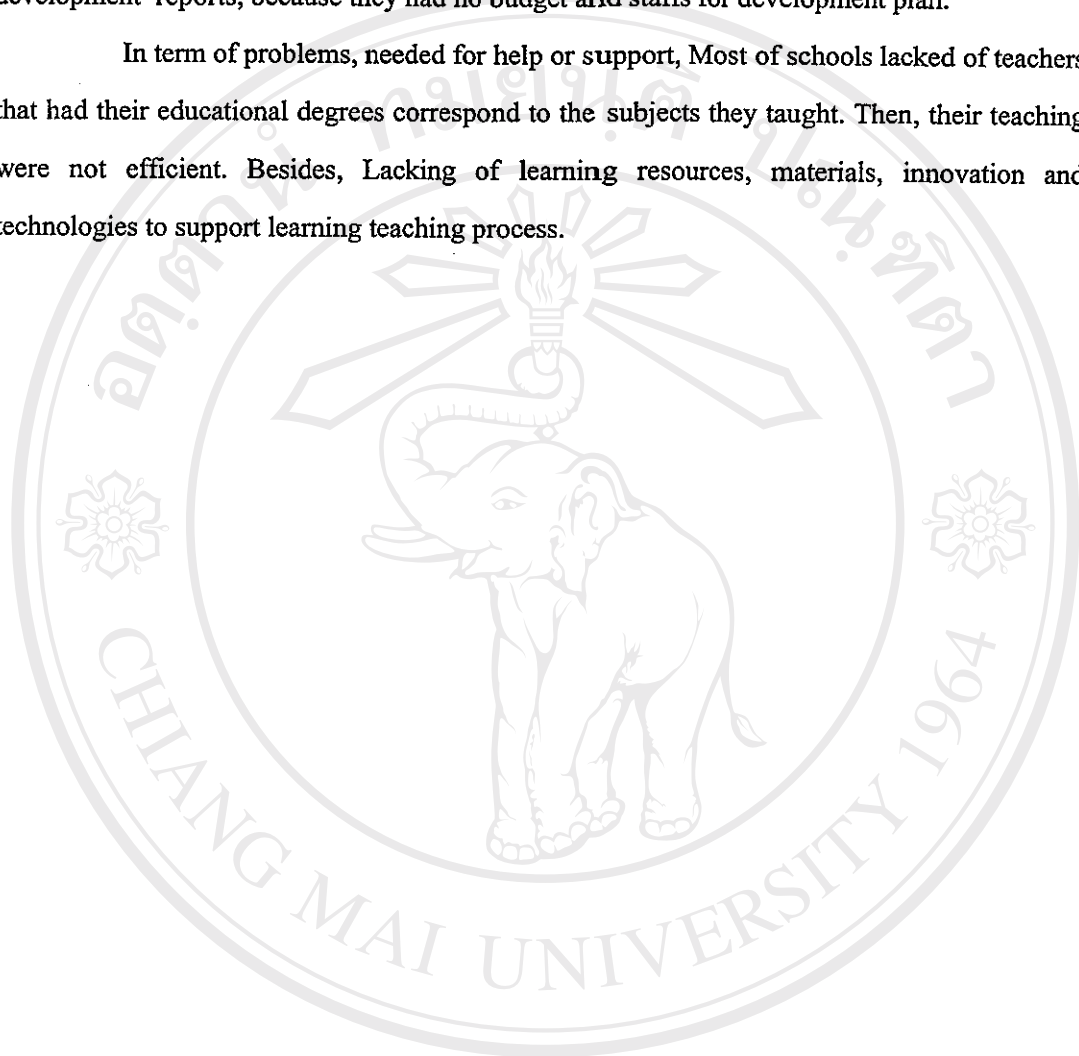 development reports, because they had no budget and staffs for development plan.
In term of problems, needed for help or support, Most of schools lacked of teachers
that had their educational degrees correspond to the subjects they taught. Then, their teaching
were not efficient. Besides, Lacking of learning resources, materials, innovation and
technologies to support learning teaching process.
CHIANG MAI UNIVERSITY 1964